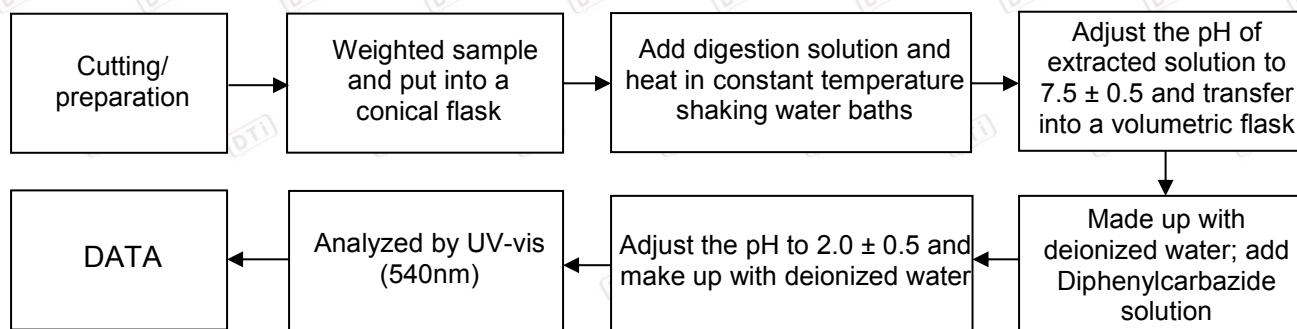 Cutting/
preparation
Weighted sample
and put into a
conical flask
Add digestion solution and
heat in constant temperature
shaking water baths
Adjust the pH of
extracted solution to
7.5 ± 0.5 and transfer
into a volumetric flask
Made up with
deionized water; add
Diphenylcarbazide
solution
Adjust the pH to 2.0 ± 0.5 and
make up with deionized water
Analyzed by UV-vis
(540nm)
DATA
DTi